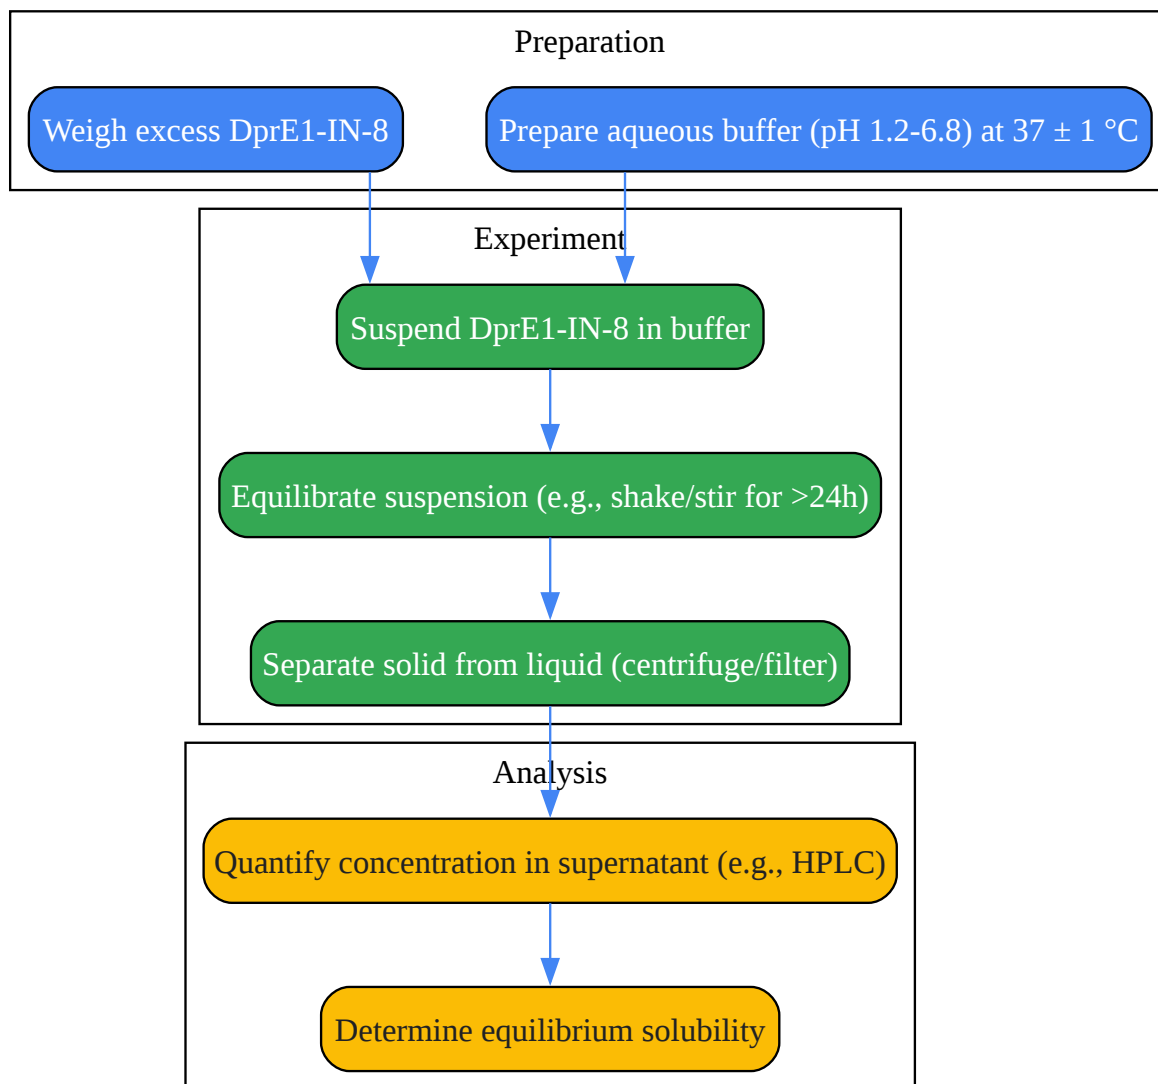 Preparation
Weigh excess DprE1-IN-8
Prepare aqueous buffer (pH 1.2-6.8) at 37 ± 1 °C
Experiment
Suspend DprE1-IN-8 in buffer
Equilibrate suspension (e.g., shake/stir for >24h)
Separate solid from liquid (centrifuge/filter)
Analysis
Quantify concentration in supernatant (e.g., HPLC)
Determine equilibrium solubility